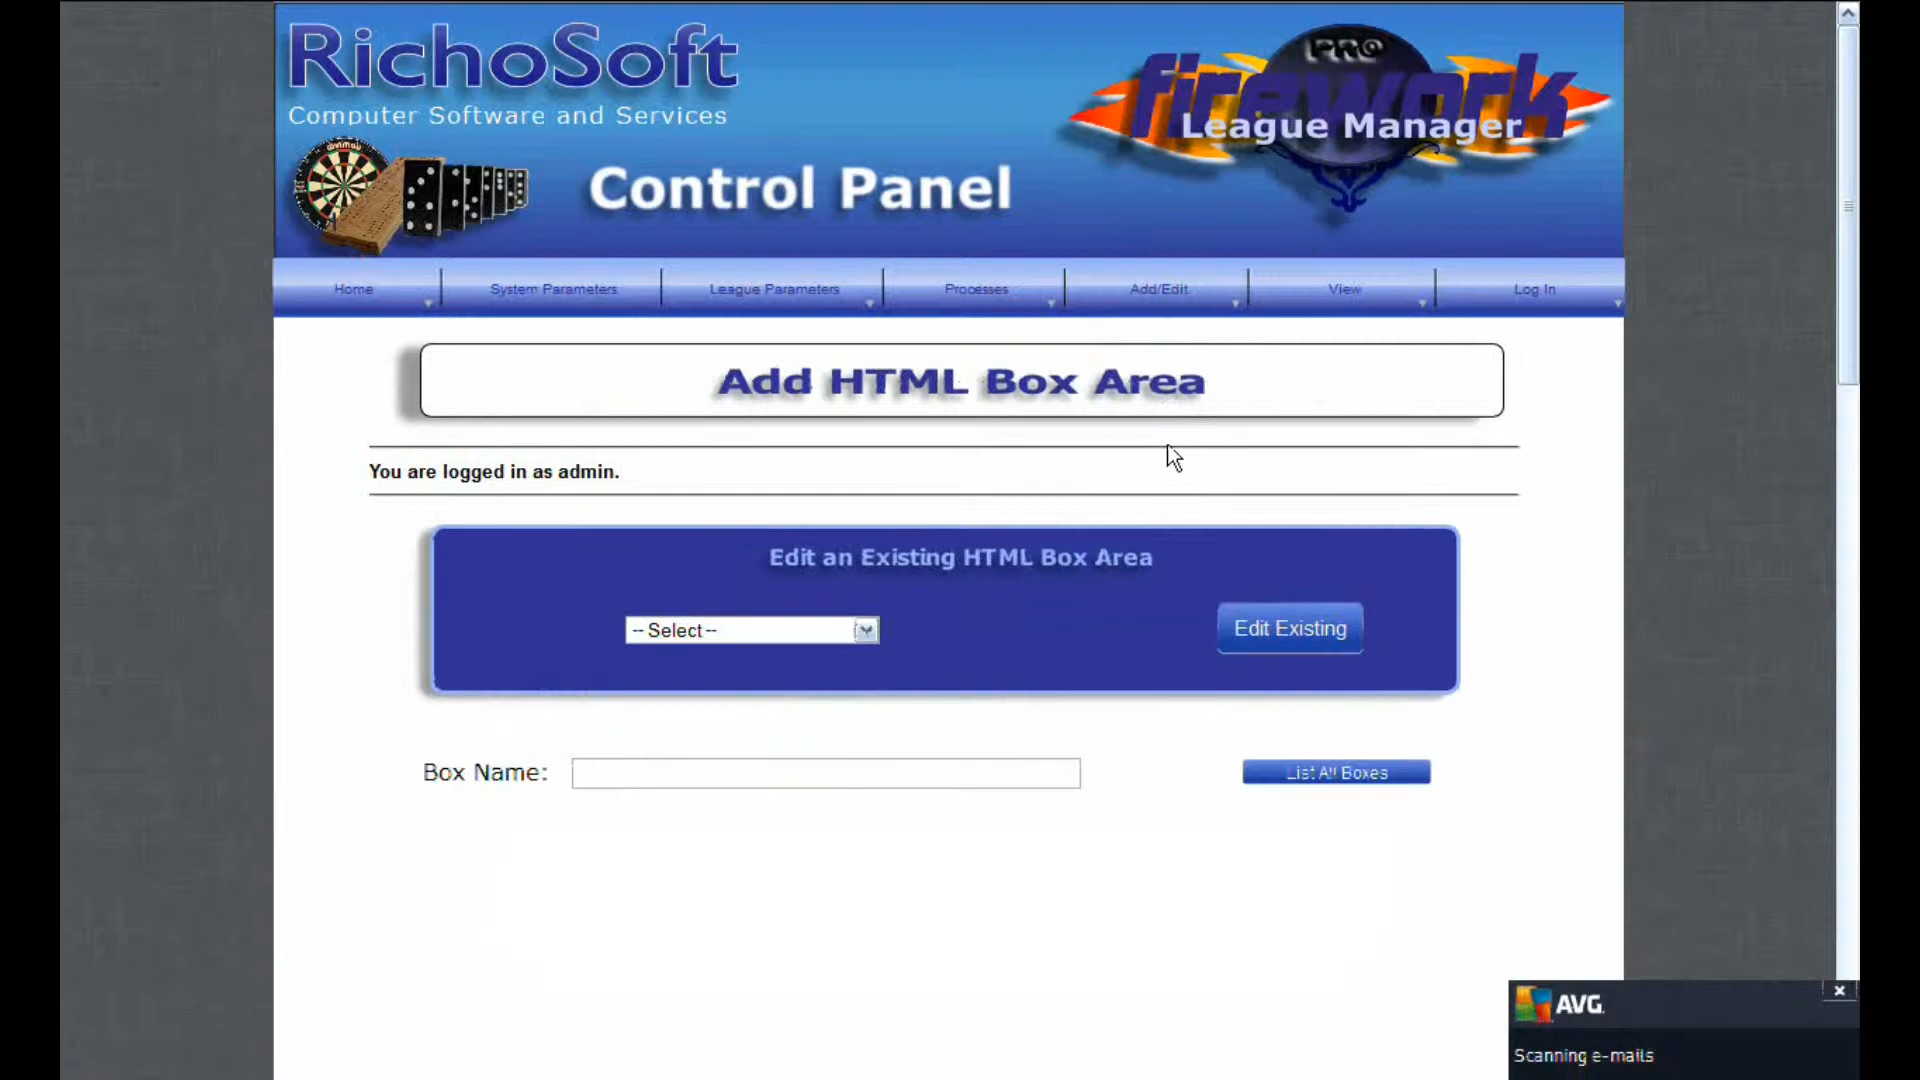 RichoSoft
Computer Software and Services
PRO
firework
League Manager
Control Panel
Home
System Parameters
League Parameters
Processes
Add/Edit
View
Log In
Add HTML Box Area
You are logged in as admin.
Edit an Existing HTML Box Area
-- Select --
Edit Existing
Box Name:
List All Boxes
AVG
Scanning e-mails